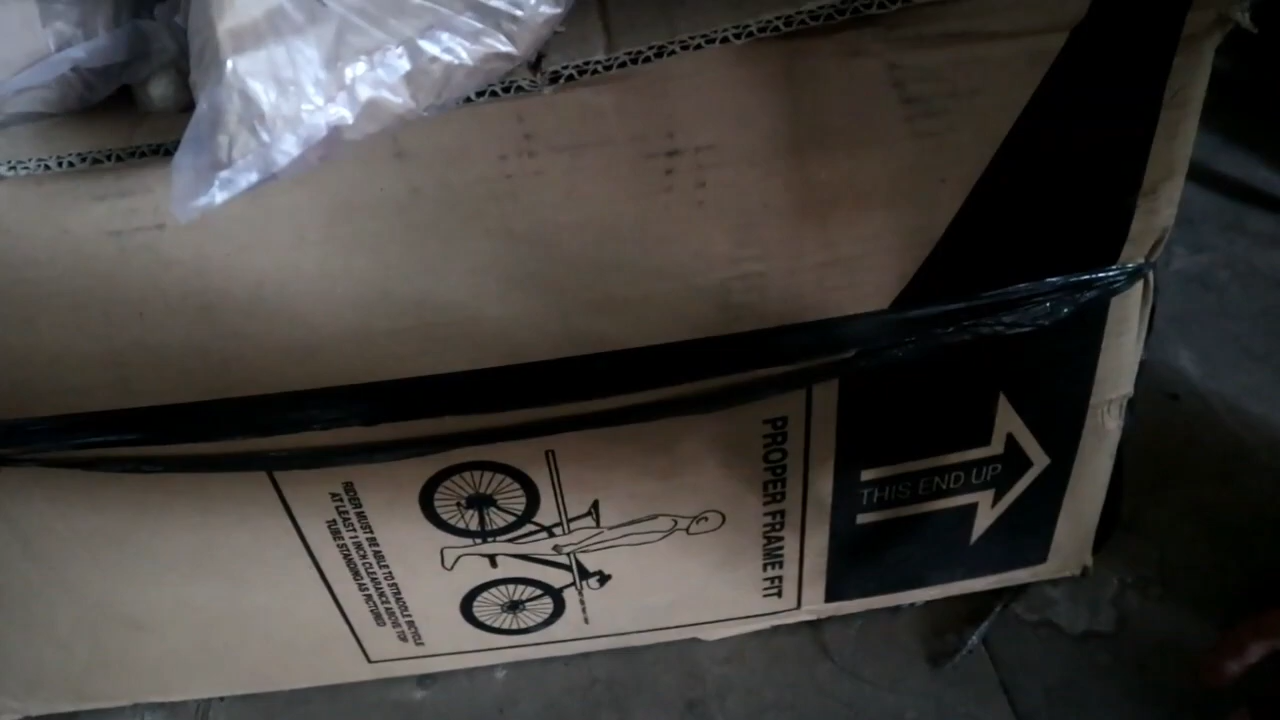 PROPER FRAME FIT
RIDER MUST BE ABLE TO STRADDLE BICYCLE
AT LEAST 1 INCH CLEARANCE ABOVE TOP
TUBE STANDING AS PICTURED
THIS END UP